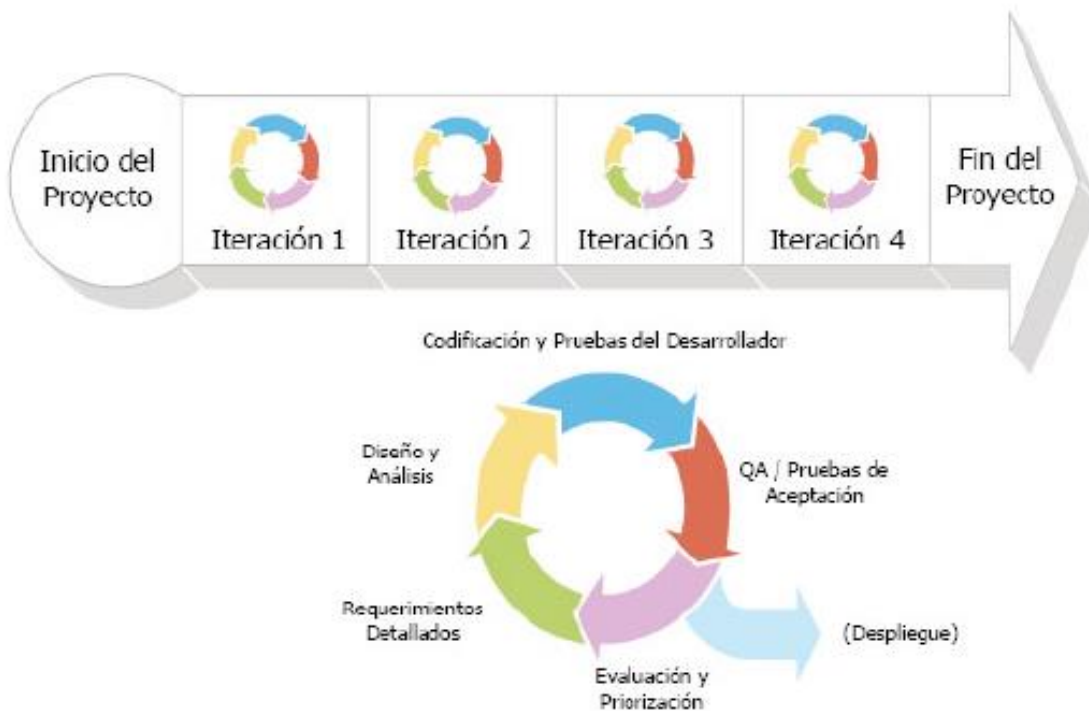 Inicio del
Proyecto
Iteración 1
Iteración 2
Iteración 3
Iteración 4
Fin del
Proyecto
Codificación y Pruebas del Desarrollador
Diseño y
Análisis
QA / Pruebas de
Aceptación
Requerimientos
Detallados
(Despliegue)
Evaluación y
Priorización